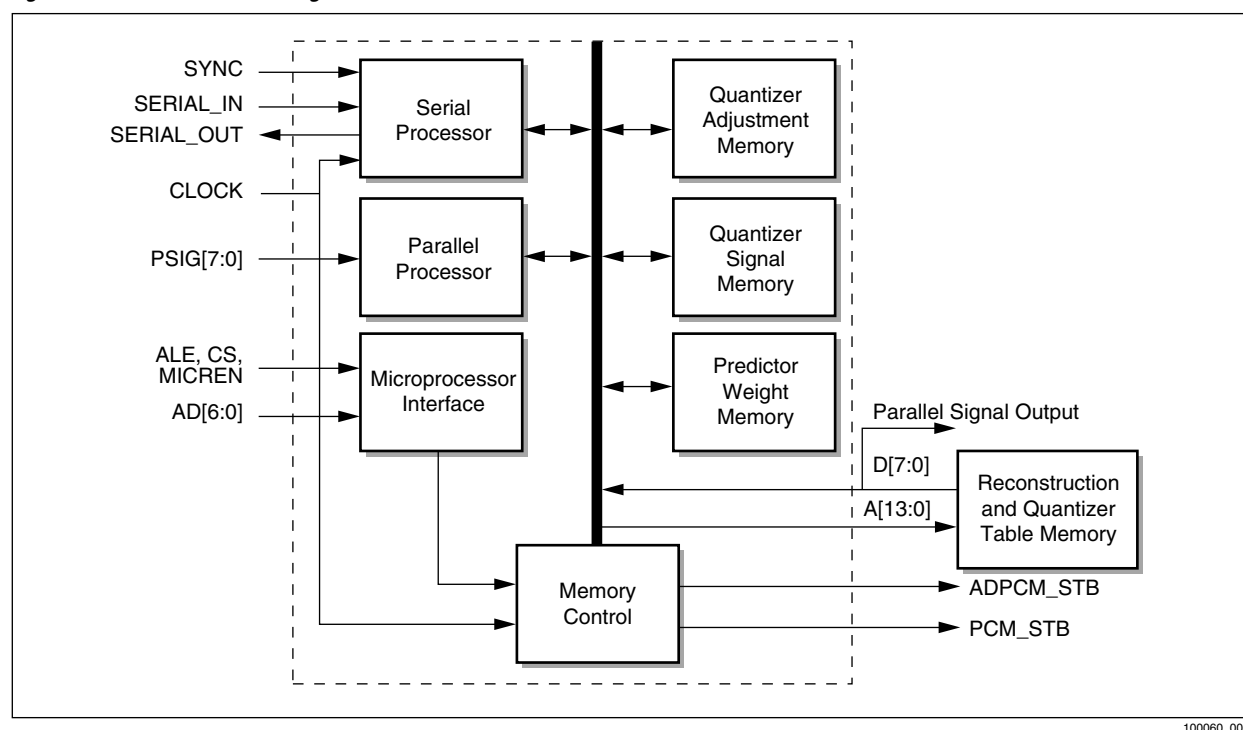 SYNC
SERIAL_IN
SERIAL_OUT
CLOCK
PSIG[7:0]
ALE, CS,
MICREN
AD[6:0]
Serial
Processor
Parallel
Processor
Microprocessor
Interface
Quantizer
Adjustment
Memory
Quantizer
Signal
Memory
Predictor
Weight
Memory
Parallel Signal Output
D[7:0]
A[13:0]
Reconstruction
and Quantizer
Table Memory
Memory
Control
ADPCM_STB
PCM_STB